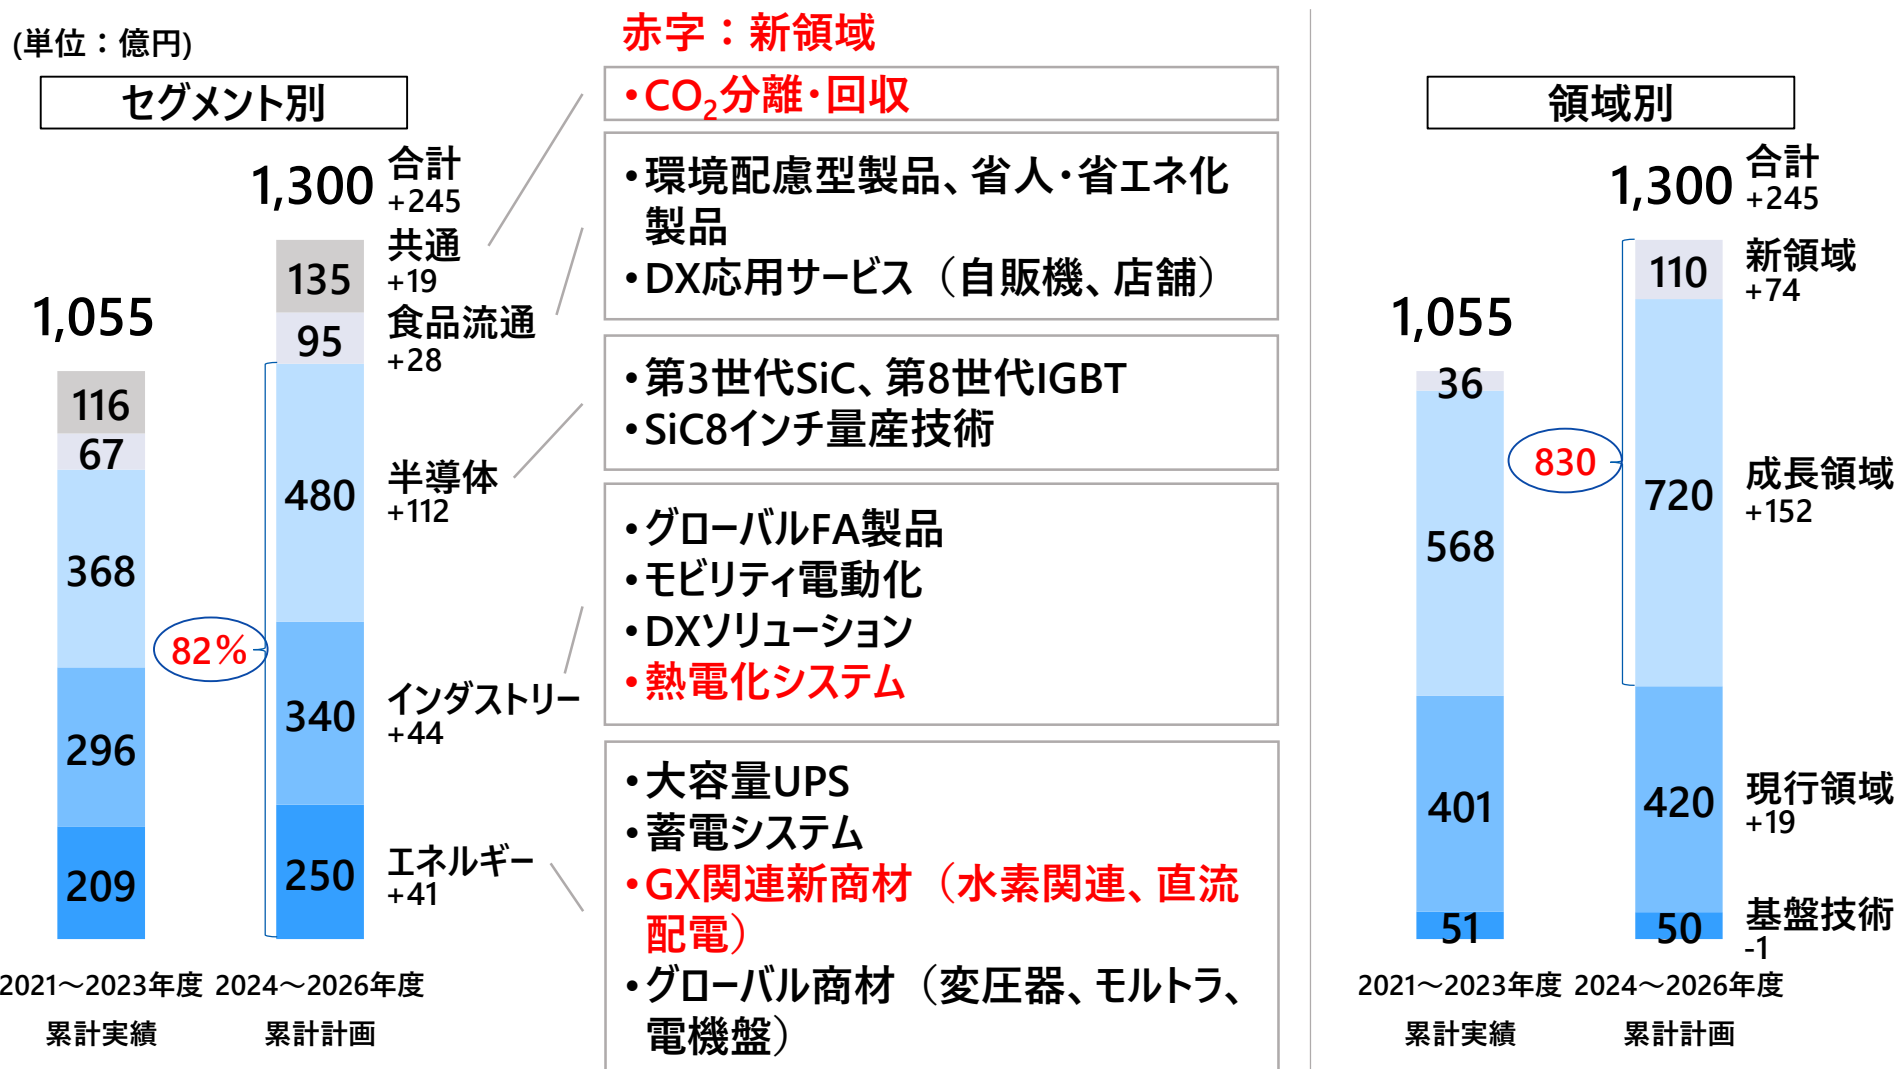 (単位：億円)
セグメント別
1,055
116
67
368
296
209
2021～2023年度
累計実績
82%
1,300
合計
+245
135
95
480
340
250
共通
+19
食品流通
+28
半導体
+112
インダストリー
+44
エネルギー
+41
2024～2026年度
累計計画
赤字：新領域
・CO₂分離・回収
・環境配慮型製品、省人・省エネ化
製品
・DX応用サービス（自販機、店舗）
・第3世代SiC、第8世代IGBT
・SiC8インチ量産技術
・グローバルFA製品
・モビリティ電動化
・DXソリューション
・熱電化システム
・大容量UPS
・蓄電システム
・GX関連新商材（水素関連、直流
配電）
・グローバル商材（変圧器、モルトラ、
電機盤）
領域別
1,055
36
568
401
51
2021～2023年度
累計実績
830
1,300
合計
+245
110
720
420
50
新領域
+74
成長領域
+152
現行領域
+19
基盤技術
-1
2024～2026年度
累計計画